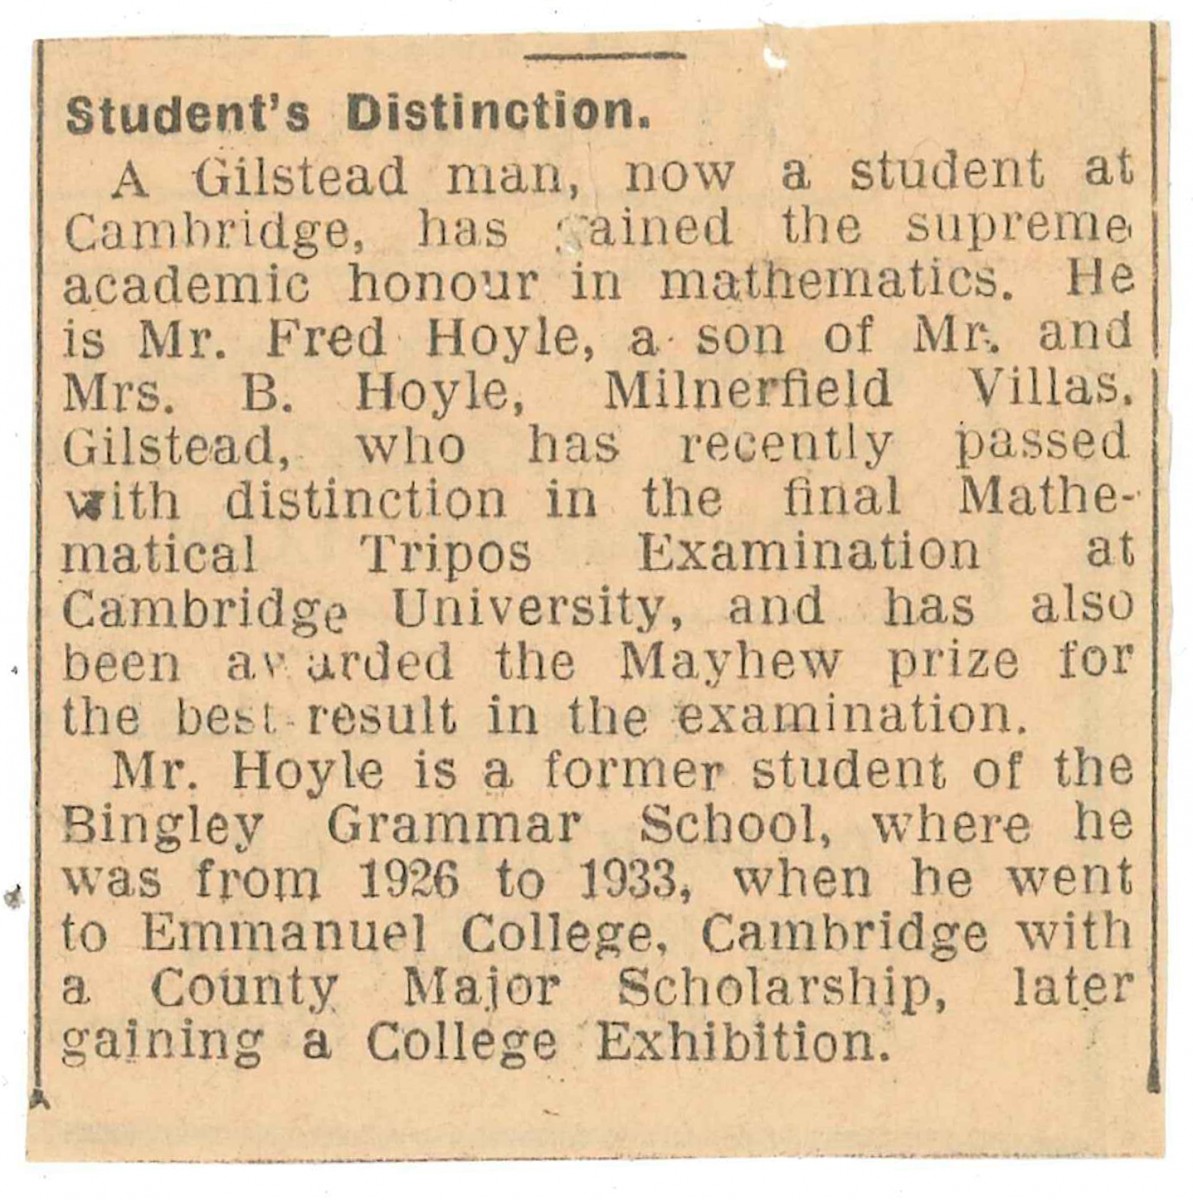 Student's Distinction.
A Gilstead man, now a student at
Cambridge, has gained the supreme
academic honour in mathematics. He
is Mr. Fred Hoyle, a son of Mr. and
Mrs. B. Hoyle, Milnerfield Villas,
Gilstead, who has recently passed
with distinction in the final Mathe-
matical Tripos Examination at
Cambridge University, and has also
been awarded the Mayhew prize for
the best result in the examination.
Mr. Hoyle is a former student of the
Bingley Grammar School, where he
was from 1926 to 1933, when he went
to Emmanuel College, Cambridge with
a County Major Scholarship, later
gaining a College Exhibition.